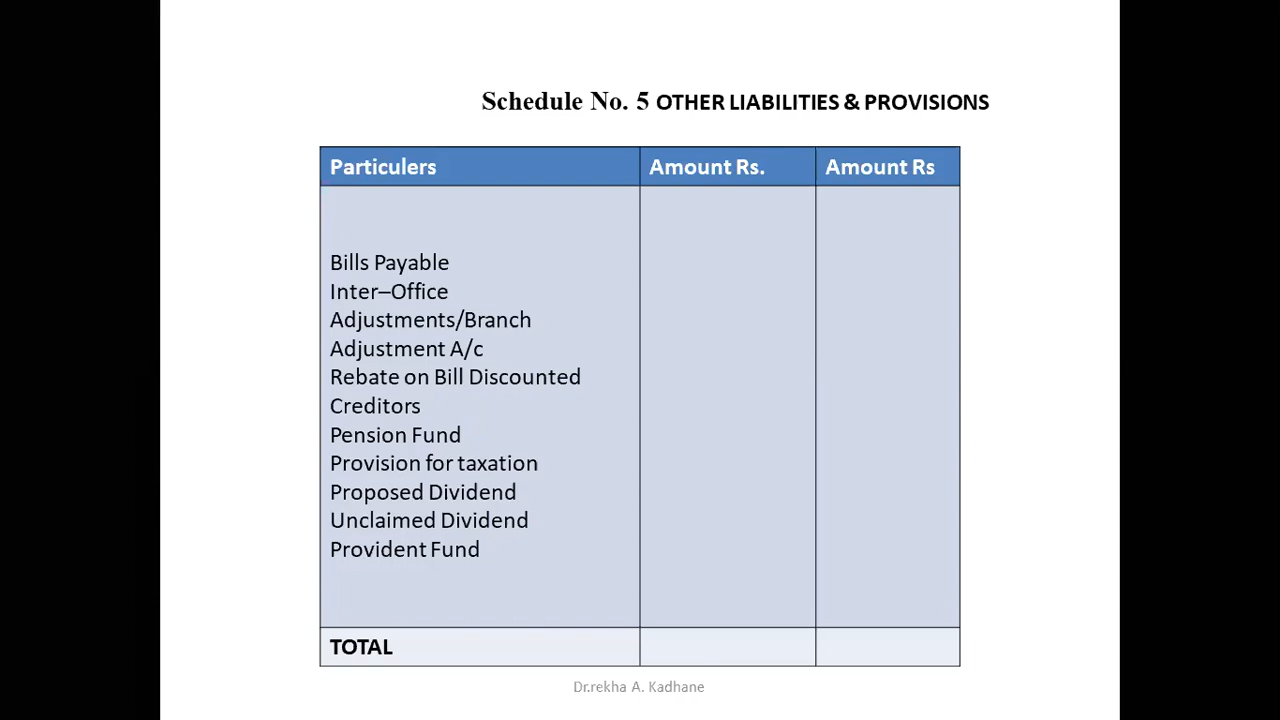 Schedule No. 5 OTHER LIABILITIES & PROVISIONS
Particulers Amount Rs. Amount Rs
Bills Payable
Inter–Office
Adjustments/Branch
Adjustment A/c
Rebate on Bill Discounted
Creditors
Pension Fund
Provision for taxation
Proposed Dividend
Unclaimed Dividend
Provident Fund
TOTAL
Dr.rekha A. Kadhane